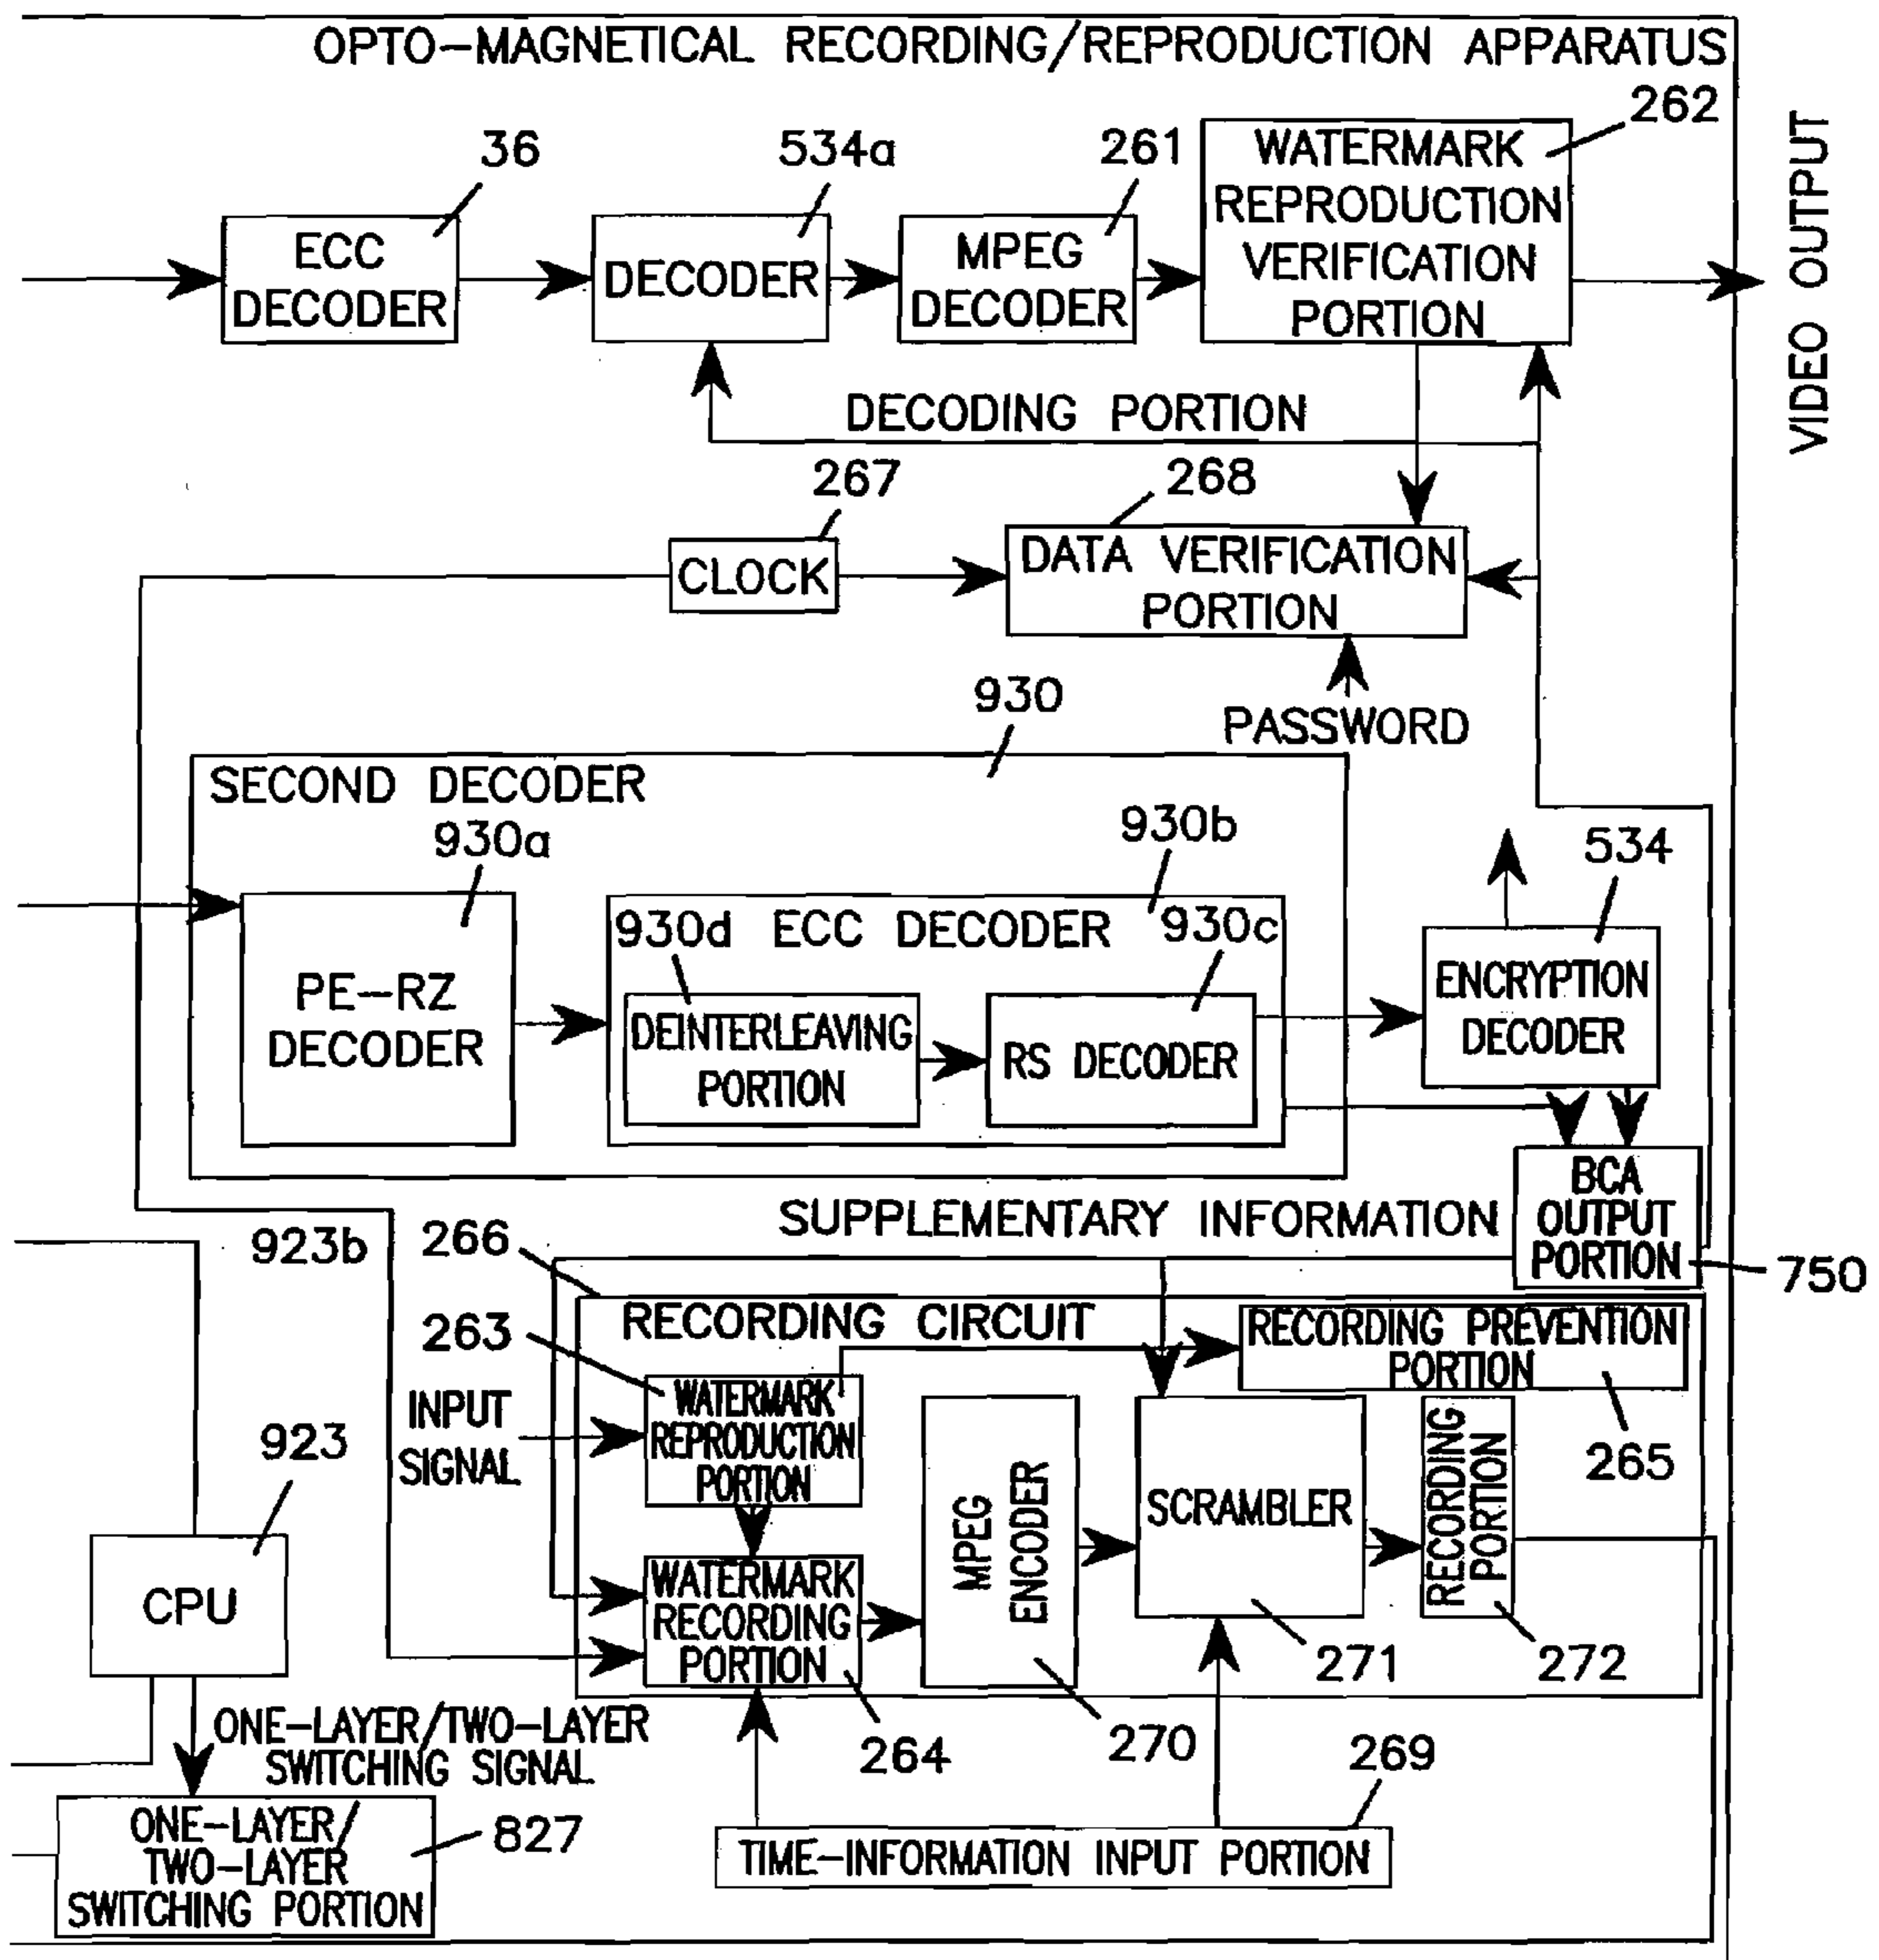 OPTO-MAGNETICAL RECORDING/REPRODUCTION APPARATUS
262
VIDEO OUTPUT
36
534a
261
WATERMARK
REPRODUCTION
VERIFICATION
PORTION
ECC
DECODER
DECODER
MPEG
DECODER
DECODING PORTION
267
268
CLOCK
DATA VERIFICATION
PORTION
930
PASSWORD
SECOND DECODER
930a
930b
534
930d
ECC DECODER
930c
PE-RZ
DECODER
DEINTERLEAVING
PORTION
RS DECODER
ENCRYPTION
DECODER
BCA
OUTPUT
PORTION
750
SUPPLEMENTARY INFORMATION
923b
266
RECORDING CIRCUIT
RECORDING PREVENTION
PORTION
265
263
INPUT
SIGNAL
WATERMARK
REPRODUCTION
PORTION
923
CPU
WATERMARK
RECORDING
PORTION
MPEG
ENCODER
SCRAMBLER
RECORDING
PORTION
271
272
ONE-LAYER/TWO-LAYER
SWITCHING SIGNAL
264
270
269
ONE-LAYER/
TWO-LAYER
SWITCHING PORTION
827
TIME-INFORMATION INPUT PORTION